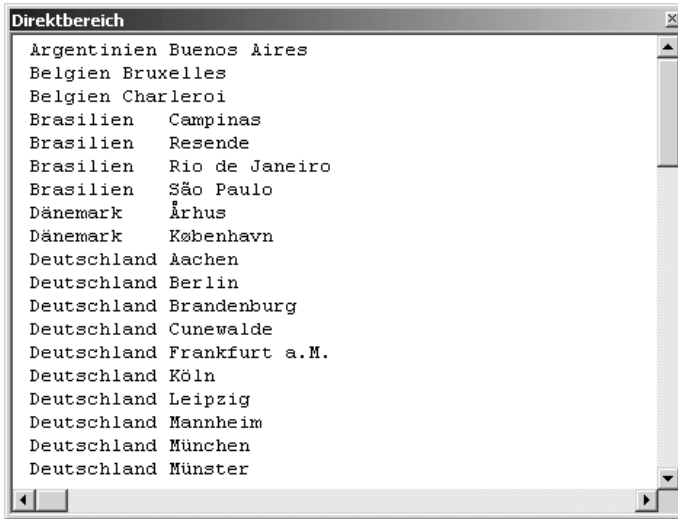 Direktbereich
Argentinien Buenos Aires
Belgien Bruxelles
Belgien Charleroi
Brasilien Campinas
Brasilien Resende
Brasilien Rio de Janeiro
Brasilien São Paulo
Dänemark Århus
Dänemark København
Deutschland Aachen
Deutschland Berlin
Deutschland Brandenburg
Deutschland Cunewalde
Deutschland Frankfurt a.M.
Deutschland Köln
Deutschland Leipzig
Deutschland Mannheim
Deutschland München
Deutschland Münster